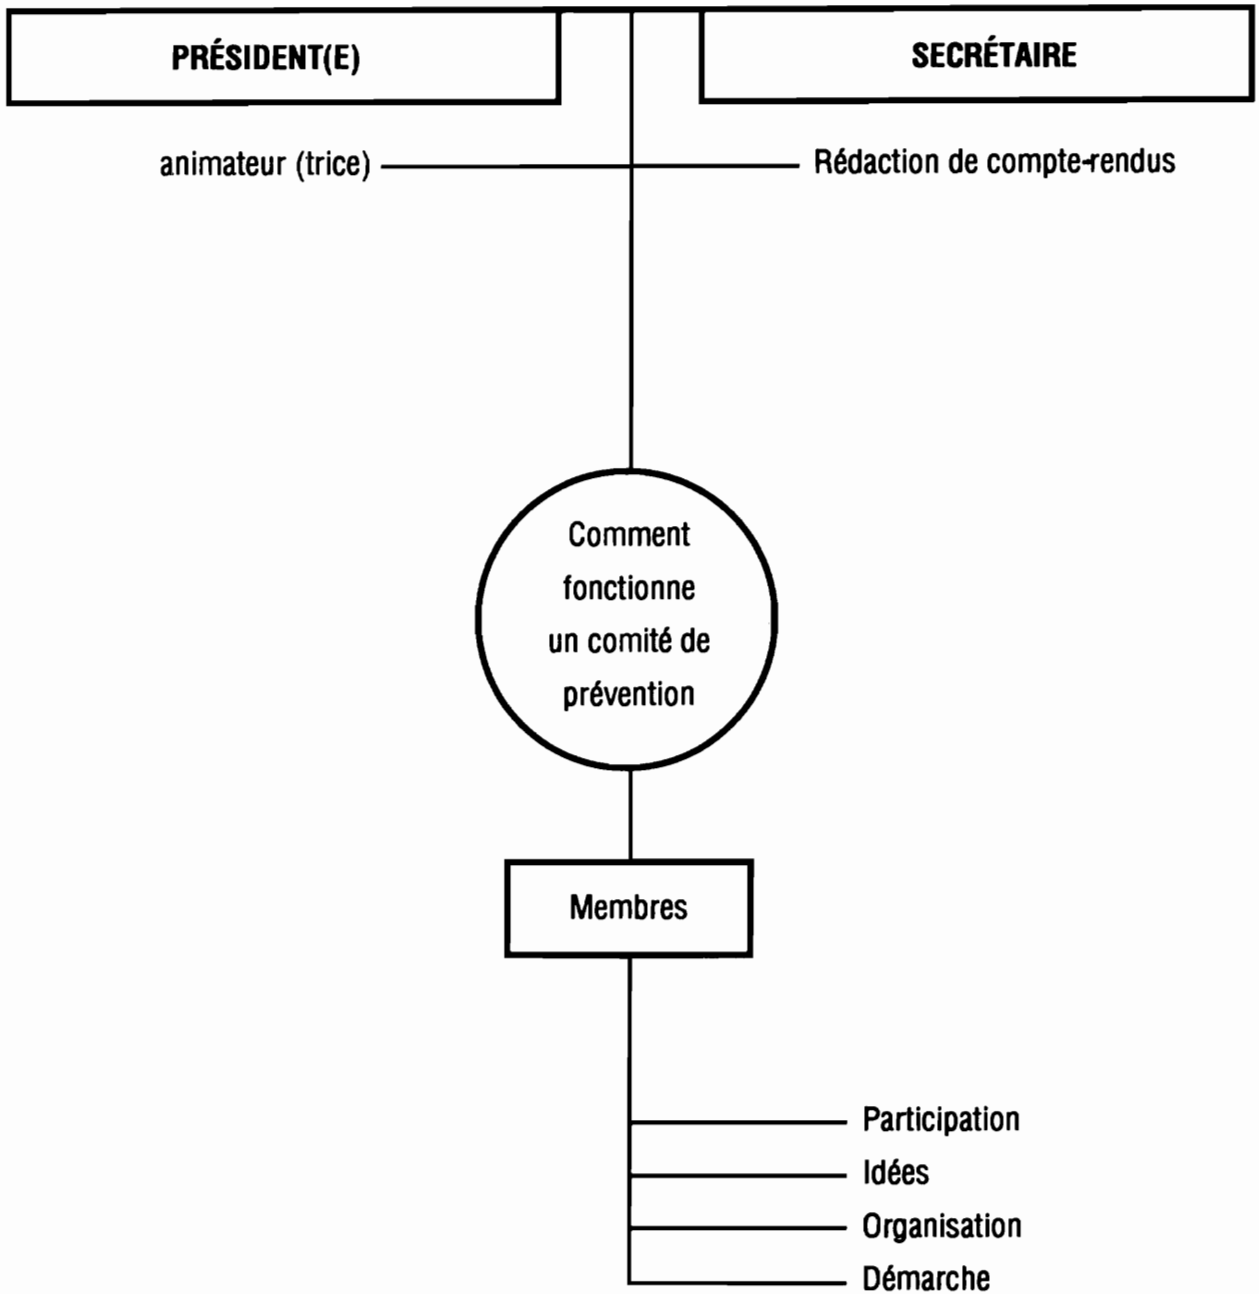 PRÉSIDENT(E)
SECRÉTAIRE
animateur (trice)
Rédaction de compte-rendus
Comment
fonctionne
un comité de
prévention
Membres
Participation
Idées
Organisation
Démarche